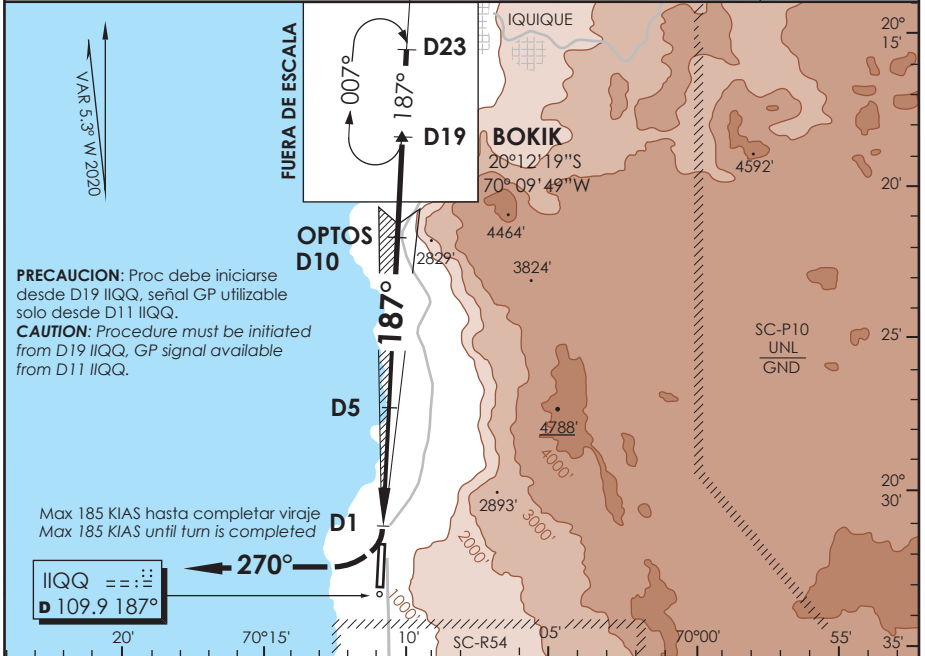 IQUIQUE
20°
15'
D23
FUERA DE ESCALA
007°
187°
VAR 5.3° W 2020
D19
BOKIK
20°12'19"S
70° 09'49"W
4592'
20'
4464'
OPTOS
D10
2829'
3824'
PRECAUCION: Proc debe iniciarse
desde D19 IIQQ, señal GP utilizable
solo desde D11 IIQQ.
CAUTION: Procedure must be initiated
from D19 IIQQ, GP signal available
from D11 IIQQ.
187°
25'
SC-P10
UNL
GND
D5
4788'
4000'
20°
30'
2893'
3000'
2000'
Max 185 KIAS hasta completar viraje
Max 185 KIAS until turn is completed
D1
270°
IIQQ
D 109.9 187°
1000'
SC-R54
20'
70°15'
10'
05'
70°00'
55'
35'